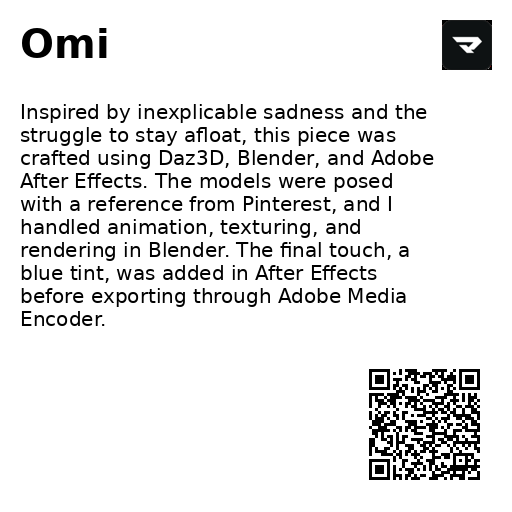 Omi
Inspired by inexplicable sadness and the
struggle to stay afloat, this piece was
crafted using Daz3D, Blender, and Adobe
After Effects. The models were posed
with a reference from Pinterest, and I
handled animation, texturing, and
rendering in Blender. The final touch, a
blue tint, was added in After Effects
before exporting through Adobe Media
Encoder.